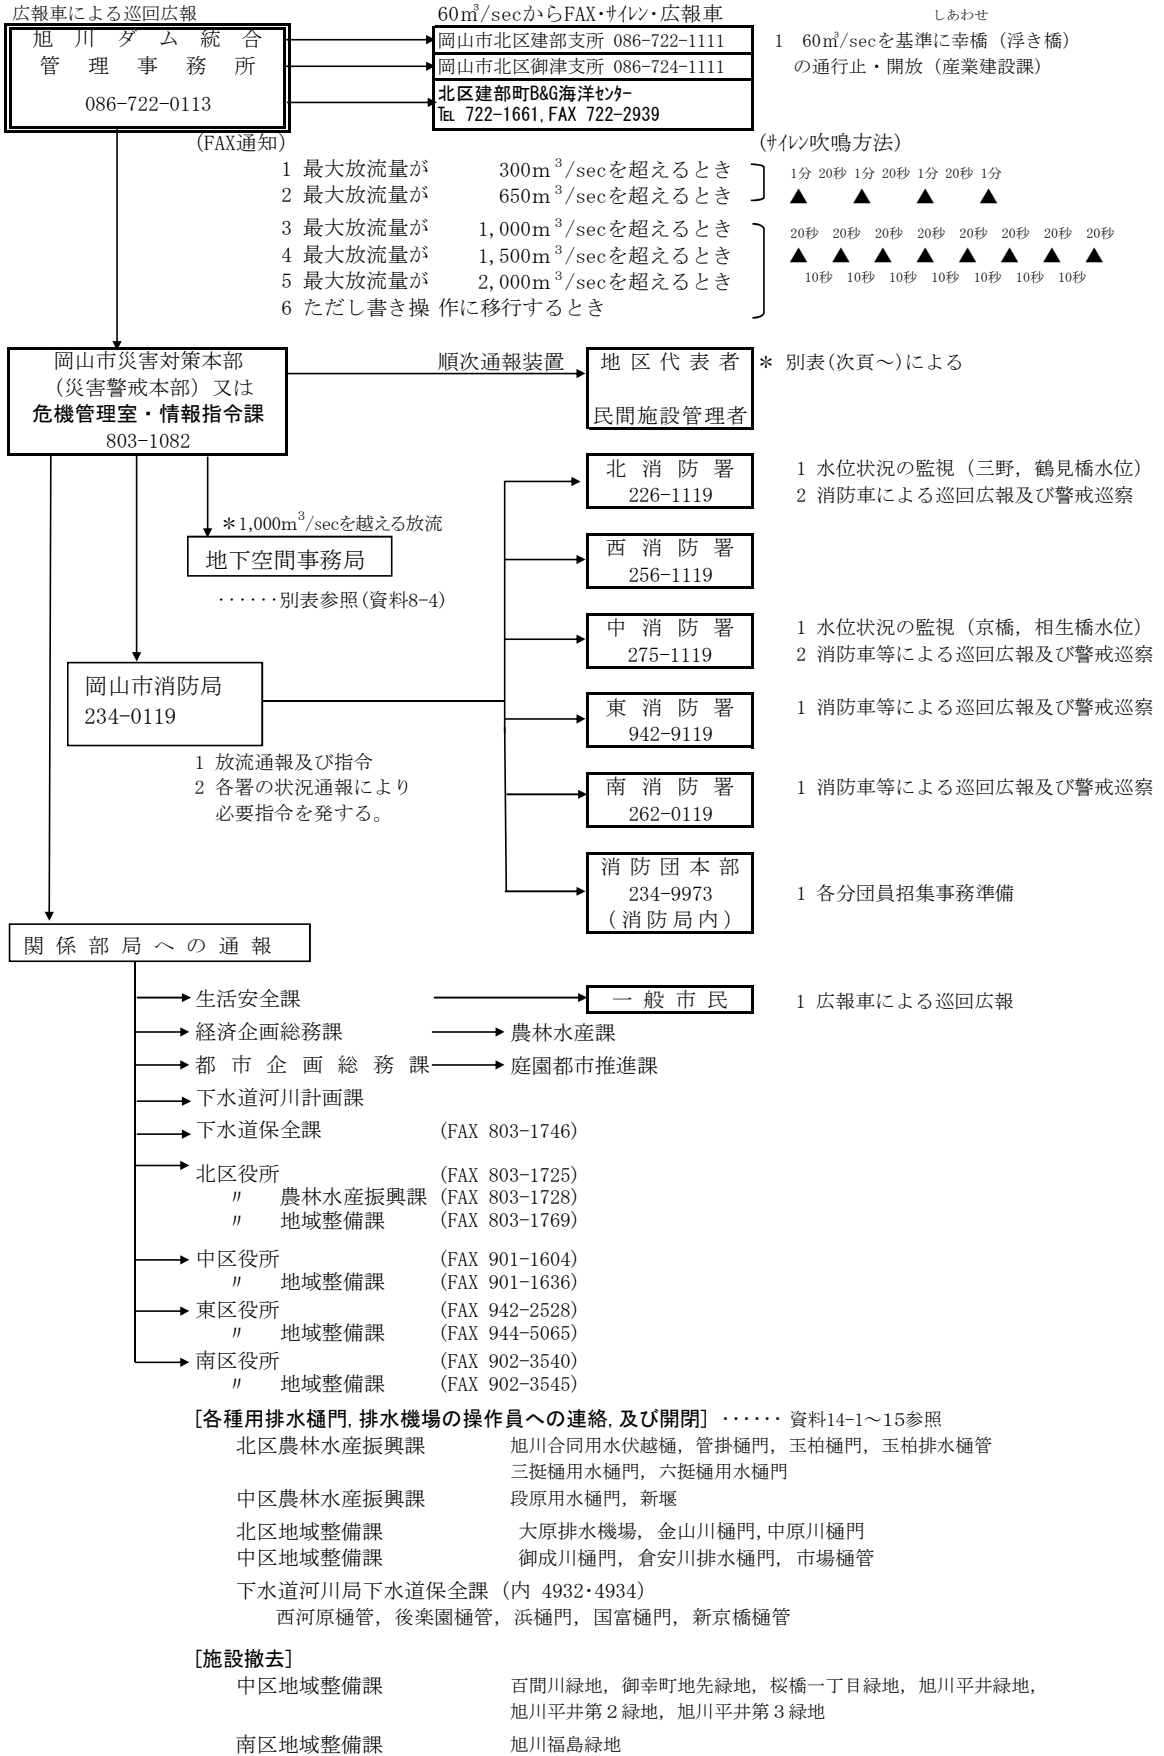 広報車による巡回広報
60㎥/secからFAX・ｻｲﾚﾝ・広報車
しあわせ
旭川ダム統合
管理事務所
086-722-0113
岡山市北区建部支所 086-722-1111
岡山市北区御津支所 086-724-1111
北区建部町B&G海洋ｾﾝﾀｰ
℡ 722-1661,FAX 722-2939
1 60㎥/secを基準に幸橋（浮き橋）
の通行止・開放（産業建設課）
(FAX通知)
(ｻｲﾚﾝ吹鳴方法)
1 最大放流量が 300m³/secを超えるとき
2 最大放流量が 650m³/secを超えるとき
1分 20秒 1分 20秒 1分 20秒 1分
▲ ▲ ▲ ▲
3 最大放流量が 1,000m³/secを超えるとき
4 最大放流量が 1,500m³/secを超えるとき
5 最大放流量が 2,000m³/secを超えるとき
6 ただし書き操 作に移行するとき
20秒 20秒 20秒 20秒 20秒 20秒 20秒 20秒
▲ ▲ ▲ ▲ ▲ ▲ ▲ ▲
10秒 10秒 10秒 10秒 10秒 10秒 10秒
岡山市災害対策本部
（災害警戒本部）又は
危機管理室・情報指令課
803-1082
順次通報装置
地区代表者
民間施設管理者
＊ 別表(次頁～)による
北消防署
226-1119
1 水位状況の監視（三野，鶴見橋水位）
2 消防車による巡回広報及び警戒巡察
＊1,000m³/secを越える放流
地下空間事務局
······別表参照(資料8-4)
西消防署
256-1119
中消防署
275-1119
1 水位状況の監視（京橋，相生橋水位）
2 消防車等による巡回広報及び警戒巡察
岡山市消防局
234-0119
東消防署
942-9119
1 消防車等による巡回広報及び警戒巡察
1 放流通報及び指令
2 各署の状況通報により
必要指令を発する。
南消防署
262-0119
1 消防車等による巡回広報及び警戒巡察
消防団本部
234-9973
（消防局内）
1 各分団員招集事務準備
関係部局への通報
生活安全課
一般市民
1 広報車による巡回広報
経済企画総務課
農林水産課
都市企画総務課
庭園都市推進課
下水道河川計画課
下水道保全課 (FAX 803-1746)
北区役所 (FAX 803-1725)
〃 農林水産振興課 (FAX 803-1728)
〃 地域整備課 (FAX 803-1769)
中区役所 (FAX 901-1604)
〃 地域整備課 (FAX 901-1636)
東区役所 (FAX 942-2528)
〃 地域整備課 (FAX 944-5065)
南区役所 (FAX 902-3540)
〃 地域整備課 (FAX 902-3545)
[各種用排水樋門,排水機場の操作員への連絡,及び開閉] ······ 資料14-1～15参照
北区農林水産振興課 旭川合同用水伏越樋，管掛樋門，玉柏樋門，玉柏排水樋管
三挺樋用水樋門，六挺樋用水樋門
中区農林水産振興課 段原用水樋門，新堰
北区地域整備課 大原排水機場，金山川樋門,中原川樋門
中区地域整備課 御成川樋門，倉安川排水樋門，市場樋管
下水道河川局下水道保全課（内 4932・4934）
西河原樋管，後楽園樋管，浜樋門，国富樋門，新京橋樋管
[施設撤去]
中区地域整備課 百間川緑地，御幸町地先緑地，桜橋一丁目緑地，旭川平井緑地，
旭川平井第２緑地，旭川平井第３緑地
南区地域整備課 旭川福島緑地